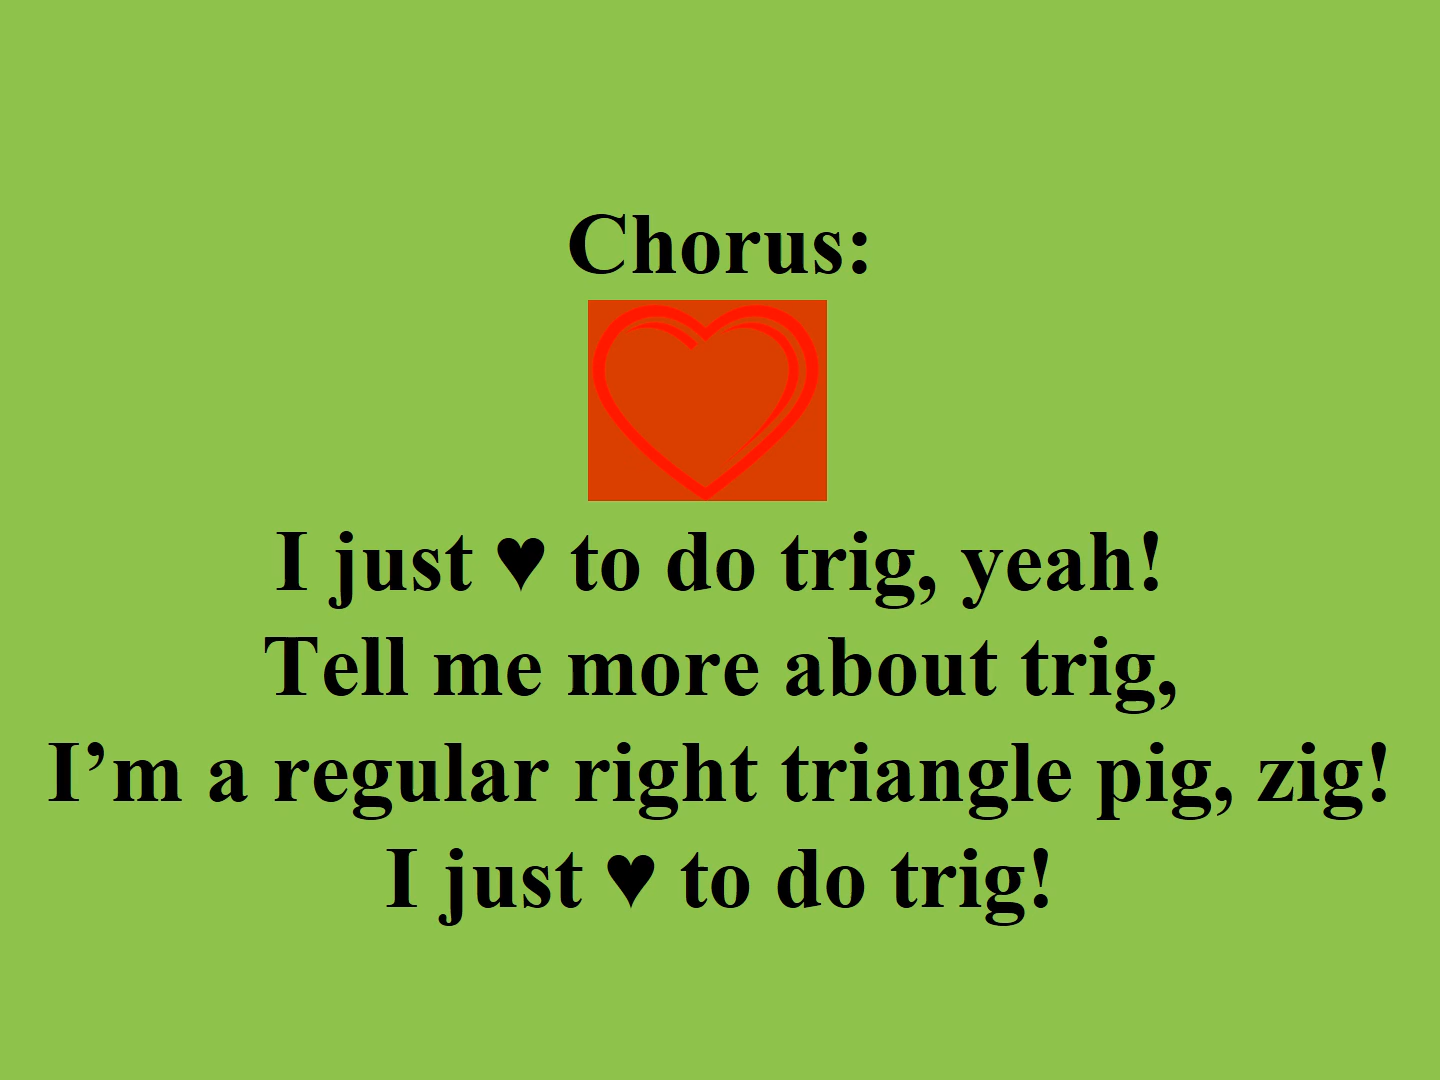 Chorus:
I just ♥ to do trig, yeah!
Tell me more about trig,
I’m a regular right triangle pig, zig!
I just ♥ to do trig!